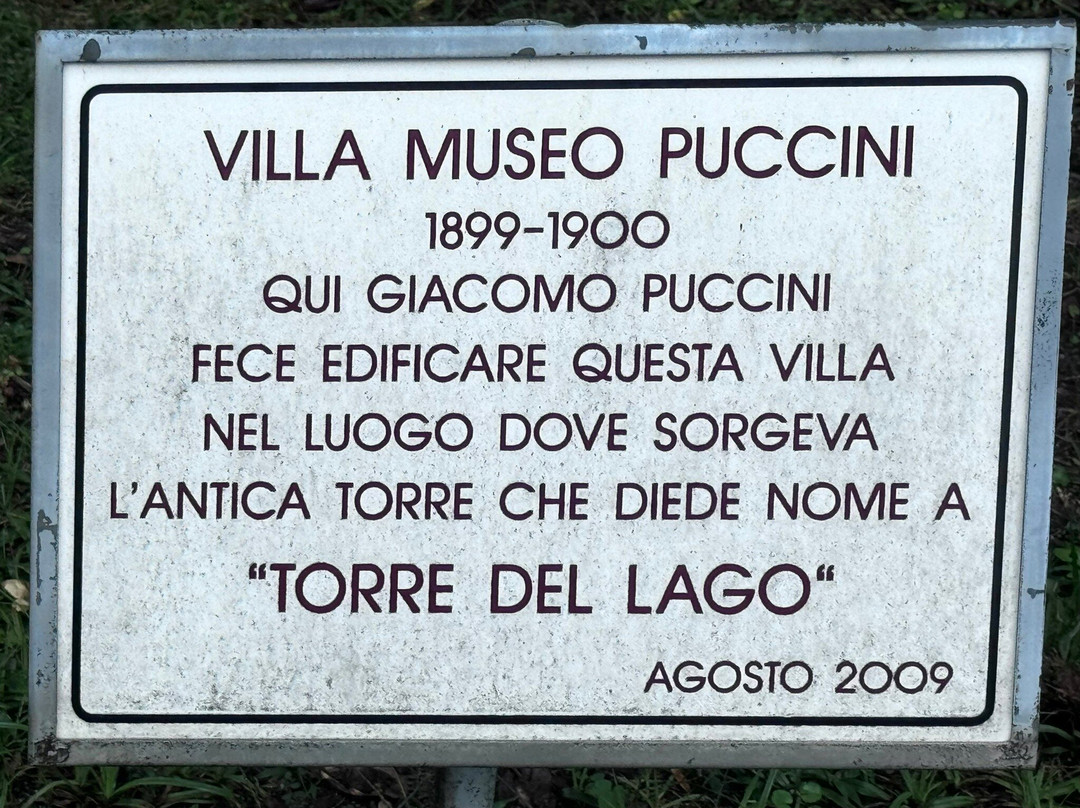 VILLA MUSEO PUCCINI
1899-1900
QUI GIACOMO PUCCINI
FECE EDIFICARE QUESTA VILLA
NEL LUOGO DOVE SORGEVA
L'ANTICA TORRE CHE DIEDE NOME A
“TORRE DEL LAGO“
AGOSTO 2009